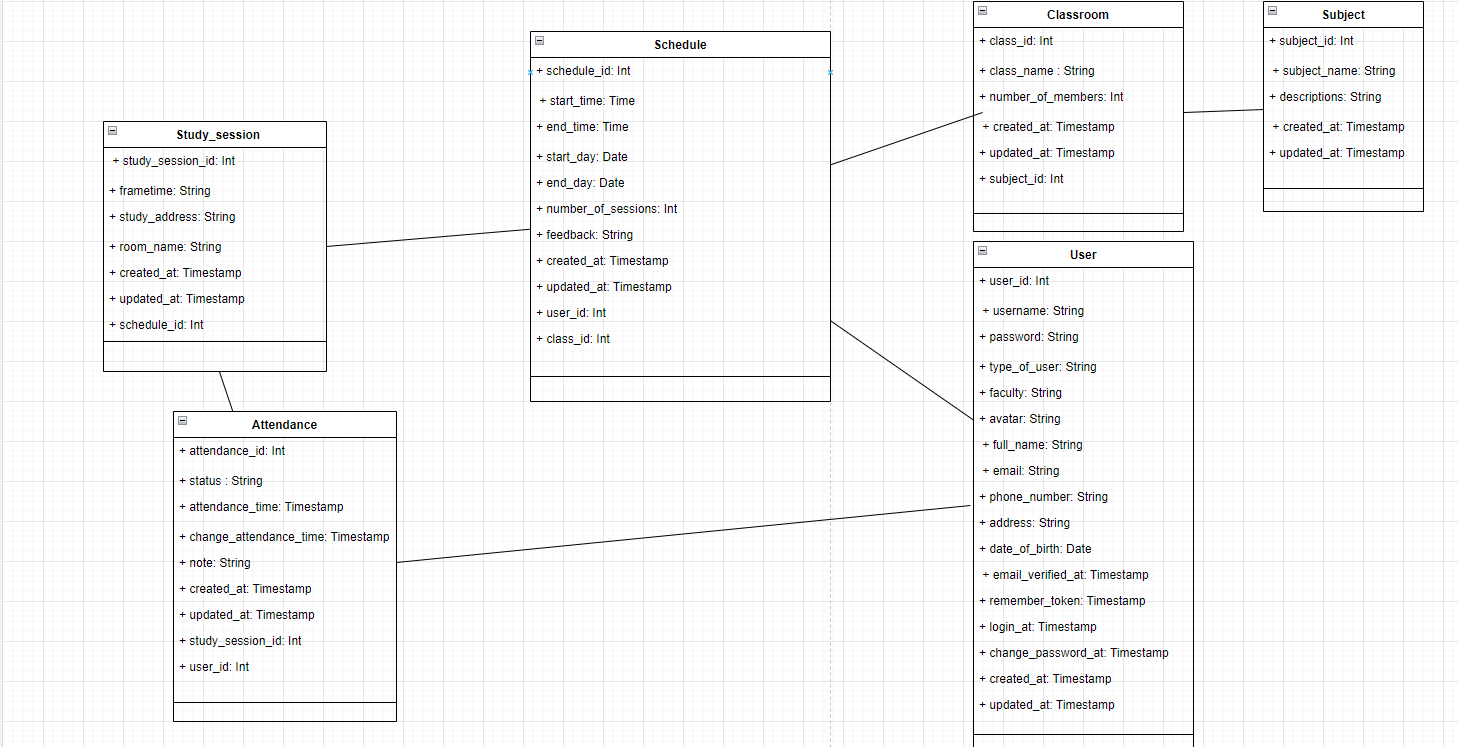 Classroom
+ class_id: Int
+ class_name : String
+ number_of_members: Int
+ created_at: Timestamp
+ updated_at: Timestamp
+ subject_id: Int
Subject
+ subject_id: Int
+ subject_name: String
+ descriptions: String
+ created_at: Timestamp
+ updated_at: Timestamp
Schedule
+ schedule_id: Int
+ start_time: Time
+ end_time: Time
+ start_day: Date
+ end_day: Date
+ number_of_sessions: Int
+ feedback: String
+ created_at: Timestamp
+ updated_at: Timestamp
+ user_id: Int
+ class_id: Int
Study_session
+ study_session_id: Int
+ frametime: String
+ study_address: String
+ room_name: String
+ created_at: Timestamp
+ updated_at: Timestamp
+ schedule_id: Int
User
+ user_id: Int
+ username: String
+ password: String
+ type_of_user: String
+ faculty: String
+ avatar: String
+ full_name: String
+ email: String
+ phone_number: String
+ address: String
+ date_of_birth: Date
+ email_verified_at: Timestamp
+ remember_token: Timestamp
+ login_at: Timestamp
+ change_password_at: Timestamp
+ created_at: Timestamp
+ updated_at: Timestamp
Attendance
+ attendance_id: Int
+ status : String
+ attendance_time: Timestamp
+ change_attendance_time: Timestamp
+ note: String
+ created_at: Timestamp
+ updated_at: Timestamp
+ study_session_id: Int
+ user_id: Int